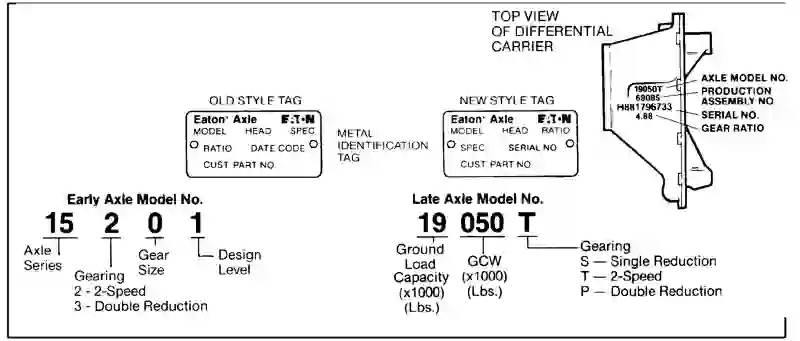 TOP VIEW
OF DIFFERENTIAL
CARRIER
19050T
69085
H881796733
4.88
AXLE MODEL NO.
PRODUCTION
ASSEMBLY NO
SERIAL NO.
GEAR RATIO
OLD STYLE TAG
Eaton® Axle E.T.N
MODEL HEAD SPEC
RATIO DATE CODE
CUST PART NO.
METAL
IDENTIFICATION
TAG
NEW STYLE TAG
Eaton® Axle E.T.N
MODEL HEAD RATIO
SPEC SERIAL NO
CUST PART NO.
Early Axle Model No.
15 2 0 1
Axle
Series
Gearing
2 - 2-Speed
3 - Double Reduction
Gear
Size
Design
Level
Late Axle Model No.
19 050 T
Ground
Load
Capacity
(x1000)
(Lbs.)
GCW
(x1000)
(Lbs.)
Gearing
S — Single Reduction
T — 2-Speed
P — Double Reduction